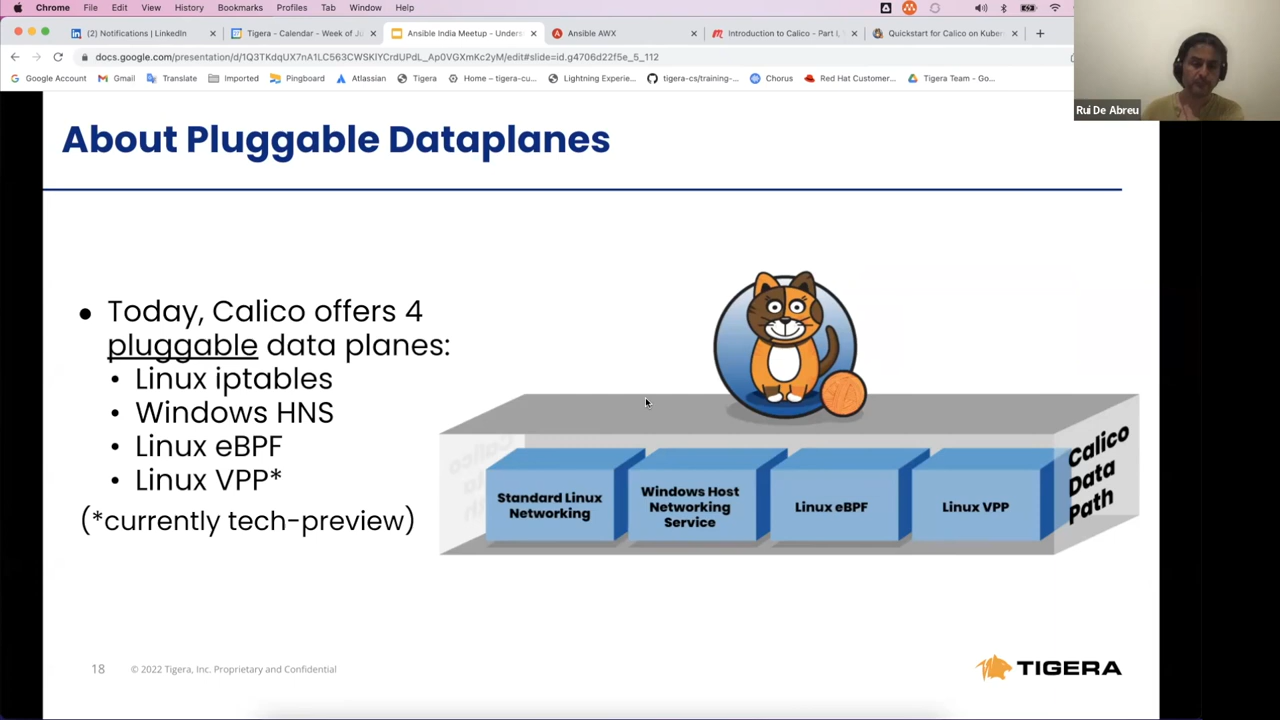 Chrome File Edit View History Bookmarks Profiles Tab Window Help
(2) Notifications | LinkedIn
Tigera - Calendar - Week of Ju
Ansible India Meetup - Unders
Ansible AWX
Introduction to Calico - Part I,
Quickstart for Calico on Kuber
docs.google.com/presentation/d/1Q3TKdqUX7nA1LC563CWSKIYCrdUPdL_Ap0VGXmKc2yM/edit#slide=id.g4706d22f5e_5_112
Google Account Gmail Translate Imported Pingboard Atlassian Tigera Home – tigera-cu... Lightning Experie... tigera-cs/training-... Chorus Red Hat Customer... Tigera Team - Go...
Rui De Abreu
About Pluggable Dataplanes
• Today, Calico offers 4
pluggable data planes:
• Linux iptables
• Windows HNS
• Linux eBPF
• Linux VPP*
(*currently tech-preview)
Standard Linux
Networking
Windows Host
Networking
Service
Linux eBPF
Linux VPP
Calico
Data
Path
18
© 2022 Tigera, Inc. Proprietary and Confidential
TIGERA